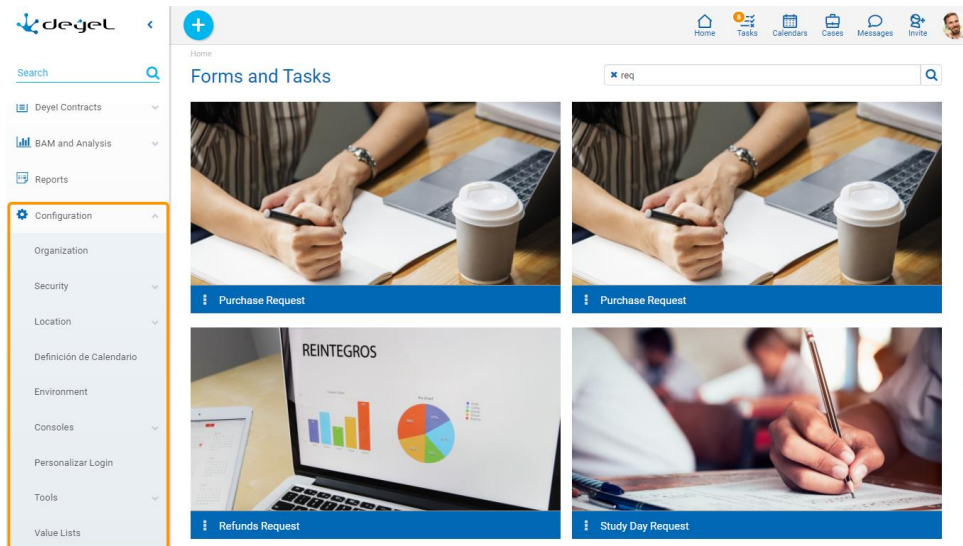 deyel
Search
Deyel Contracts
BAM and Analysis
Reports
Configuration
Organization
Security
Location
Definición de Calendario
Environment
Consoles
Personalizar Login
Tools
Value Lists
Home
8
Tasks
Calendars
Cases
Messages
Invite
Home
Forms and Tasks
req
Purchase Request
Purchase Request
REINTEGROS
Refunds Request
Study Day Request